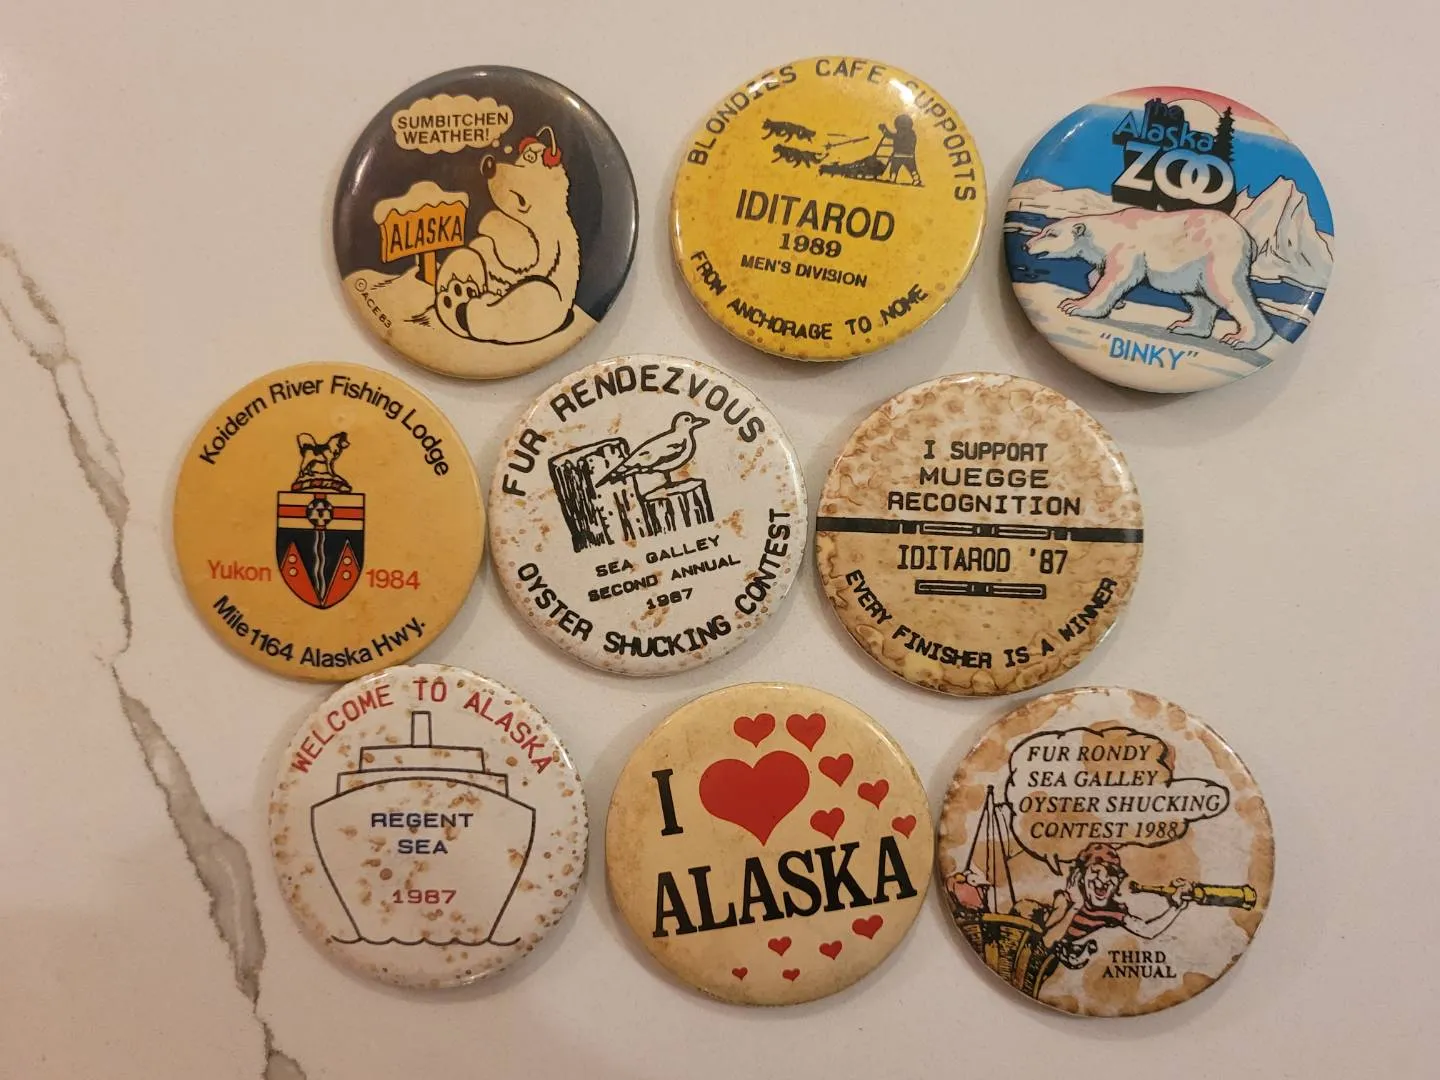 SUMBITCHEN
WEATHER!
ALASKA
©A.C.E. 83
BLONDIES CAFE SUPPORTS
IDITAROD
1989
MEN'S DIVISION
FROM ANCHORAGE TO NOME
the
Alaska
ZOO
"BINKY"
Koidern River Fishing Lodge
Yukon 1984
Mile 1164 Alaska Hwy.
FUR RENDEZVOUS
SEA GALLEY
SECOND ANNUAL
1987
OYSTER SHUCKING CONTEST
I SUPPORT
MUEGGE
RECOGNITION
IDITAROD '87
EVERY FINISHER IS A WINNER
WELCOME TO ALASKA
REGENT
SEA
1987
I
ALASKA
FUR RONDY
SEA GALLEY
OYSTER SHUCKING
CONTEST 1988
THIRD
ANNUAL